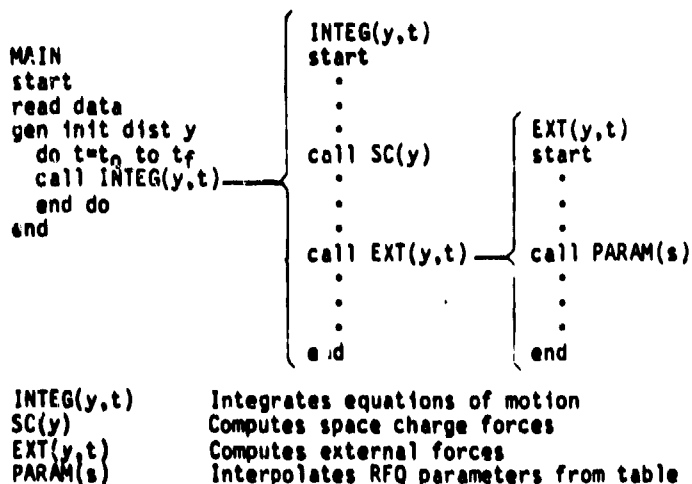 MAIN
start
read data
gen init dist y
do t=t0 to tf
call INTEG(y,t)
end do
end
INTEG(y,t)
start
call SC(y)
call EXT(y,t)
end
EXT(y,t)
start
call PARAM(s)
end
INTEG(y,t) Integrates equations of motion
SC(y) Computes space charge forces
EXT(y,t) Computes external forces
PARAM(s) Interpolates RFQ parameters from table